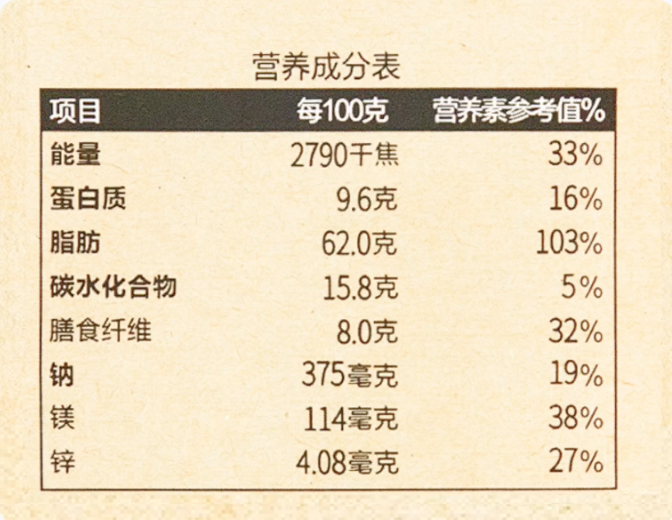 营养成分表
项目 每100克 营养素参考值%
能量 2790千焦 33%
蛋白质 9.6克 16%
脂肪 62.0克 103%
碳水化合物 15.8克 5%
膳食纤维 8.0克 32%
钠 375毫克 19%
镁 114毫克 38%
锌 4.08毫克 27%